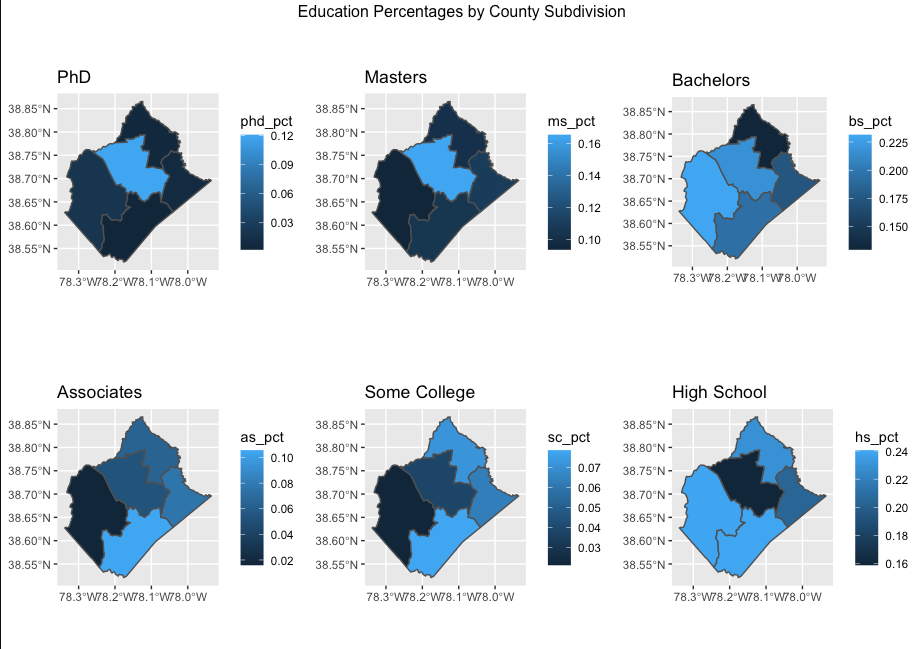 Education Percentages by County Subdivision
PhD
38.85°N
38.80°N
38.75°N
38.70°N
38.65°N
38.60°N
38.55°N
78.3°W78.2°W78.1°W78.0°W
phd_pct
0.12
0.09
0.06
0.03
Masters
38.85°N
38.80°N
38.75°N
38.70°N
38.65°N
38.60°N
38.55°N
78.3°W78.2°W78.1°W78.0°W
ms_pct
0.16
0.14
0.12
0.10
Bachelors
38.85°N
38.80°N
38.75°N
38.70°N
38.65°N
38.60°N
38.55°N
78.3°W78.2°W78.1°W78.0°W
bs_pct
0.225
0.200
0.175
0.150
Associates
38.85°N
38.80°N
38.75°N
38.70°N
38.65°N
38.60°N
38.55°N
78.3°W78.2°W78.1°W78.0°W
as_pct
0.10
0.08
0.06
0.04
0.02
Some College
38.85°N
38.80°N
38.75°N
38.70°N
38.65°N
38.60°N
38.55°N
78.3°W78.2°W78.1°W78.0°W
sc_pct
0.07
0.06
0.05
0.04
0.03
High School
38.85°N
38.80°N
38.75°N
38.70°N
38.65°N
38.60°N
38.55°N
78.3°W78.2°W78.1°W78.0°W
hs_pct
0.24
0.22
0.20
0.18
0.16